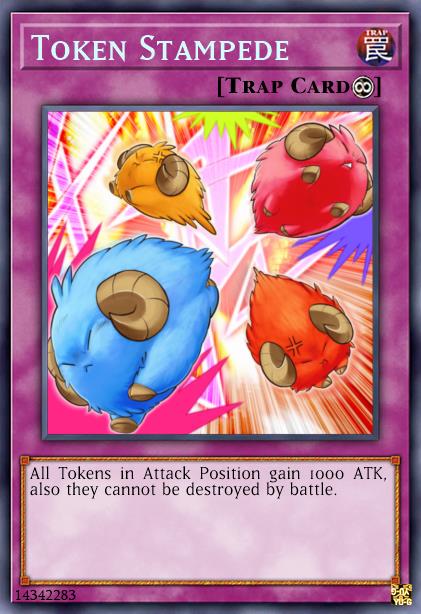 Token Stampede
TRAP
罠
[Trap Card]
All Tokens in Attack Position gain 1000 ATK,
also they cannot be destroyed by battle.
14342283